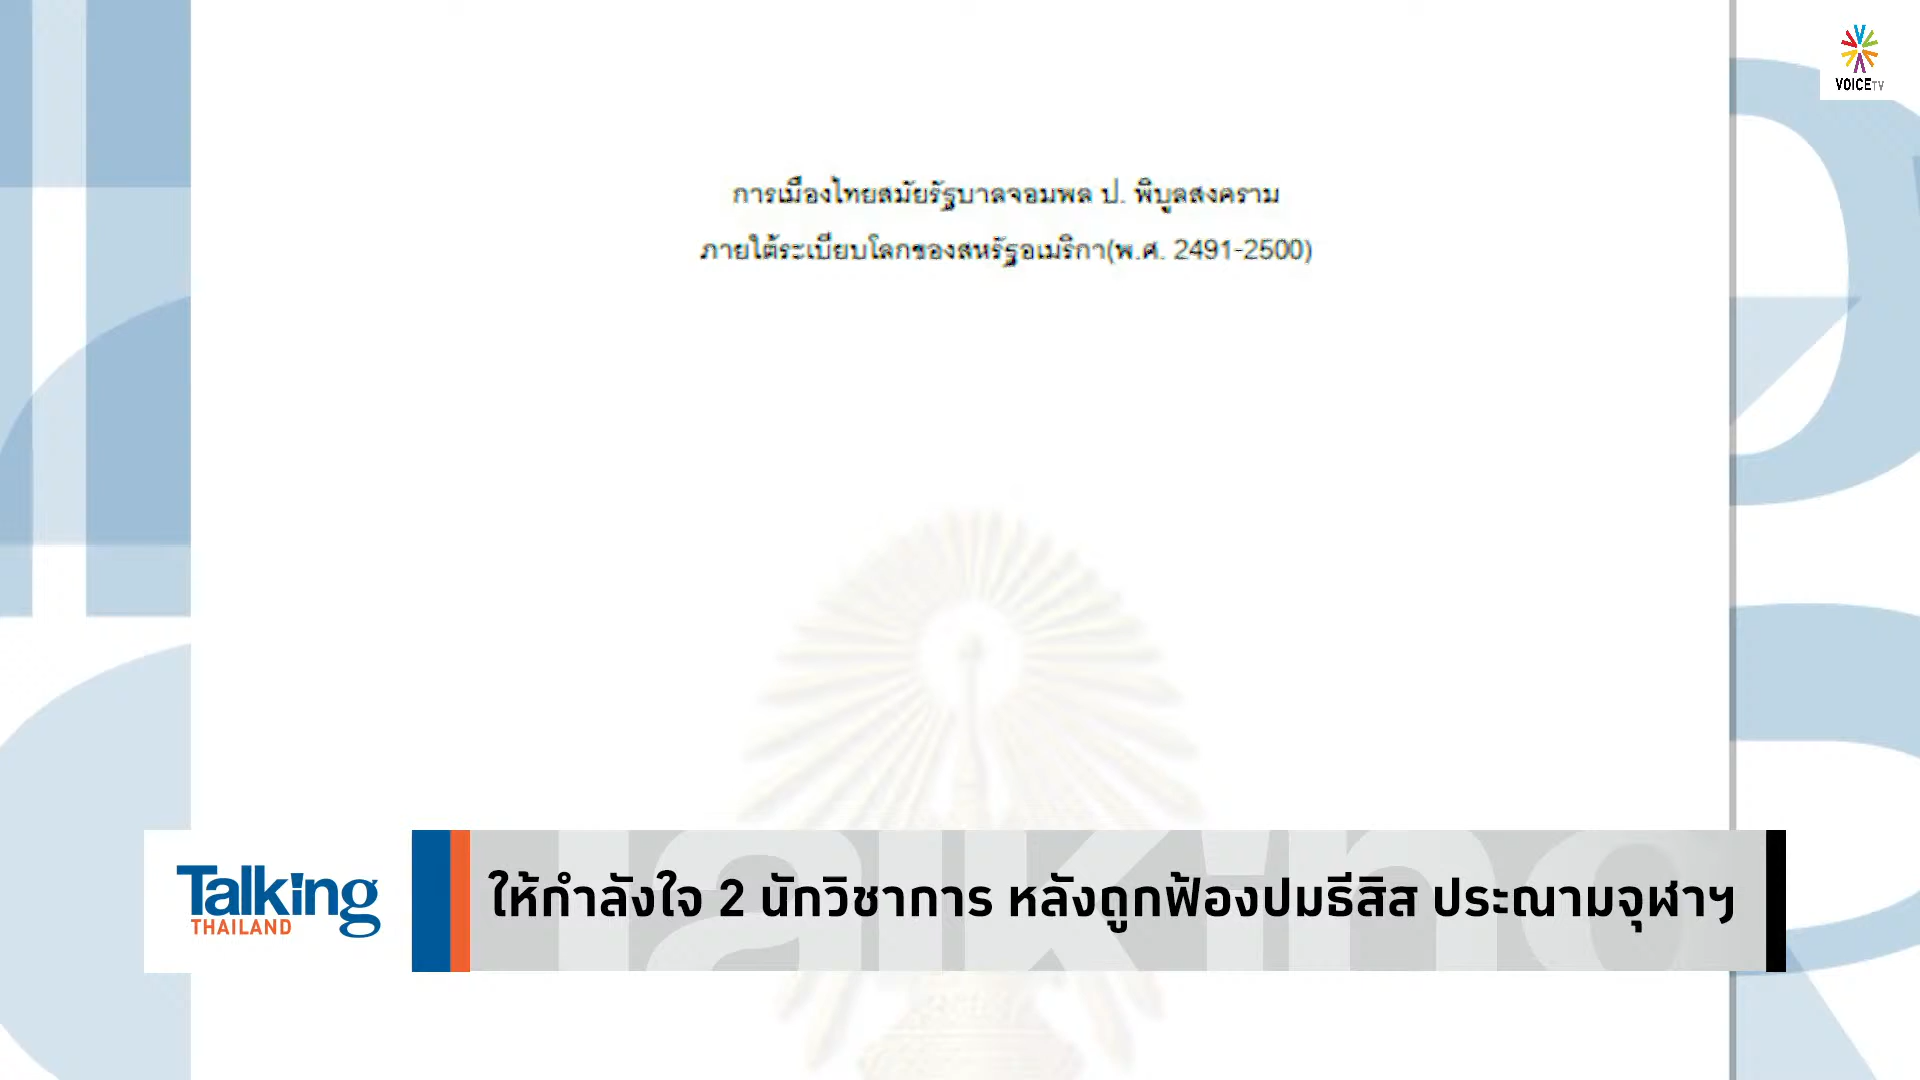 VOICETV
การเมืองไทยสมัยรัฐบาลจอมพล ป. พิบูลสงคราม
ภายใต้ระเบียบโลกของสหรัฐอเมริกา(พ.ศ. 2491-2500)
Talking
THAILAND
ให้กำลังใจ 2 นักวิชาการ หลังถูกฟ้องปมธีสิส ประณามจุฬาฯ